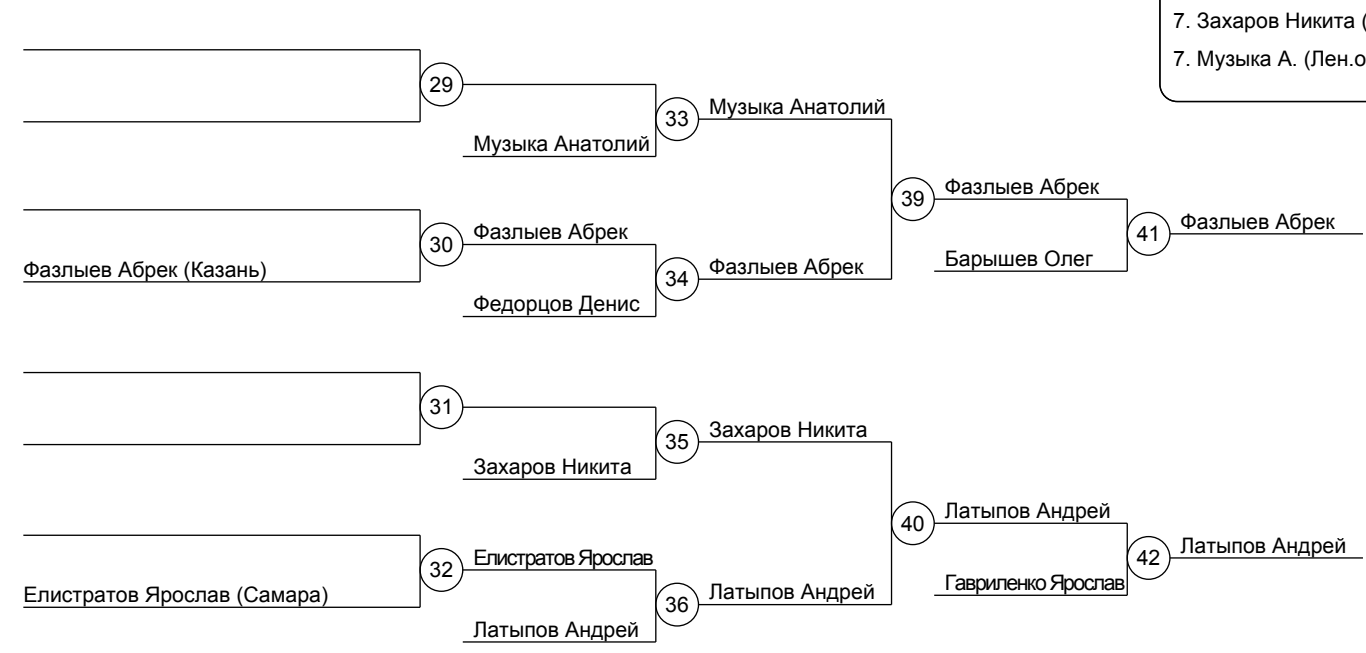 7. Захаров Никита (
7. Музыка А. (Лен.о
29
33
Музыка Анатолий
Музыка Анатолий
39
Фазлыев Абрек
41
Фазлыев Абрек
30
Фазлыев Абрек
34
Фазлыев Абрек
Барышев Олег
Фазлыев Абрек (Казань)
Федорцов Денис
31
35
Захаров Никита
Захаров Никита
40
Латыпов Андрей
42
Латыпов Андрей
32
Елистратов Ярослав
36
Латыпов Андрей
Гавриленко Ярослав
Елистратов Ярослав (Самара)
Латыпов Андрей